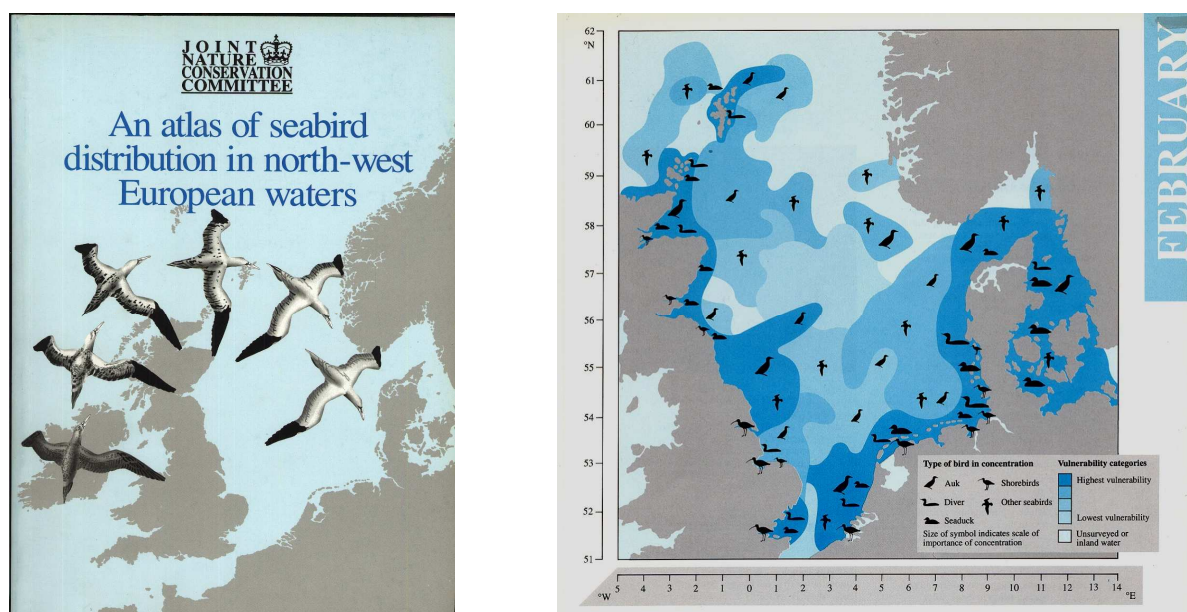 JOINT
NATURE
CONSERVATION
COMMITTEE
An atlas of seabird
distribution in north-west
European waters
FEBRUARY
62
°N
61
60
59
58
57
56
55
54
53
52
51
Type of bird in concentration
Auk
Shorebirds
Diver
Other seabirds
Seaduck
Size of symbol indicates scale of
importance of concentration
Vulnerability categories
Highest vulnerability
Lowest vulnerability
Unsurveyed or
inland water
°W 5 4 3 2 1 0 1 2 3 4 5 6 7 8 9 10 11 12 13 14 °E